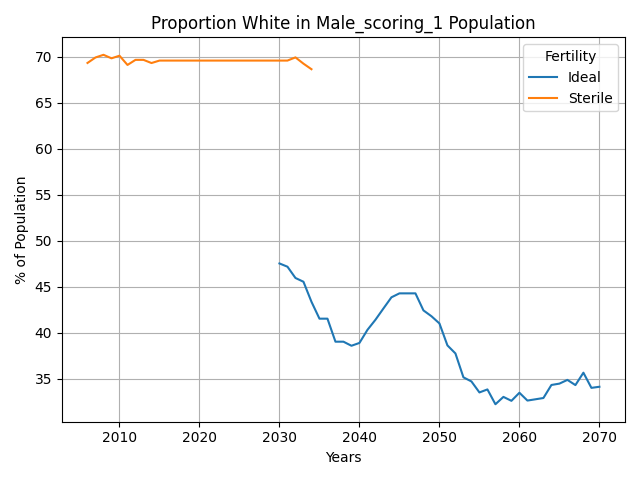 Proportion White in Male_scoring_1 Population
Fertility
Ideal
Sterile
% of Population
70
65
60
55
50
45
40
35
2010 2020 2030 2040 2050 2060 2070
Years